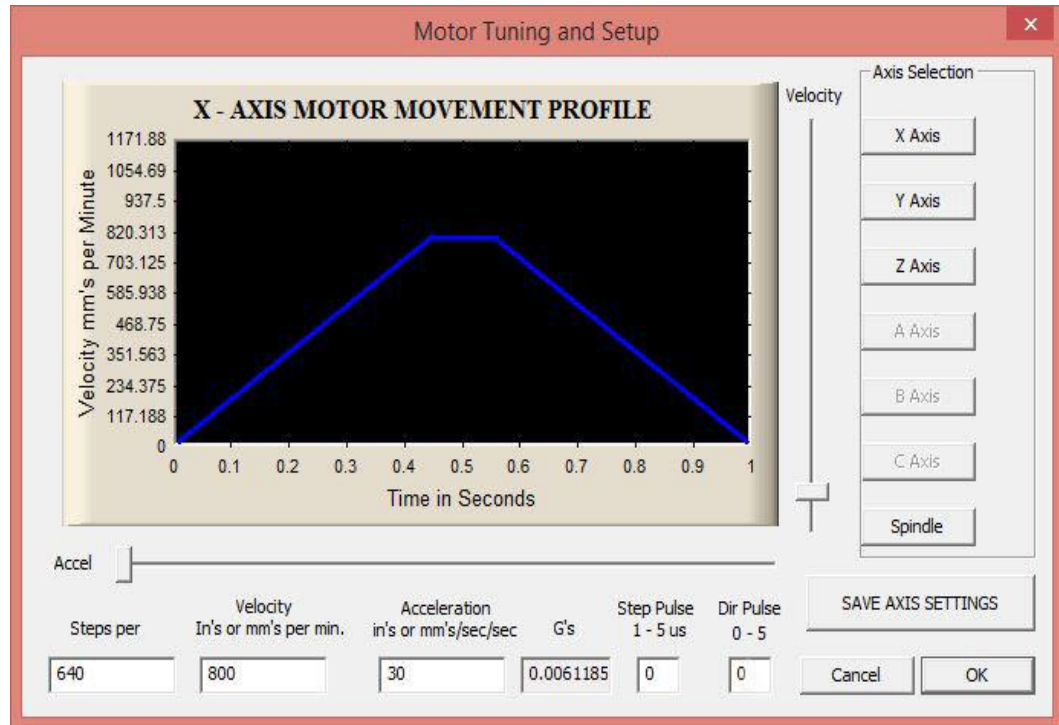 Motor Tuning and Setup
x
X - AXIS MOTOR MOVEMENT PROFILE
Velocity mm's per Minute
1171.88
1054.69
937.5
820.313
703.125
585.938
468.75
351.563
234.375
117.188
0
0 0.1 0.2 0.3 0.4 0.5 0.6 0.7 0.8 0.9 1
Time in Seconds
Velocity
Axis Selection
X Axis
Y Axis
Z Axis
A Axis
B Axis
C Axis
Spindle
Accel
Steps per
640
Velocity
In's or mm's per min.
800
Acceleration
in's or mm's/sec/sec
30
G's
0.0061185
Step Pulse
1 - 5 us
0
Dir Pulse
0 - 5
0
SAVE AXIS SETTINGS
Cancel
OK